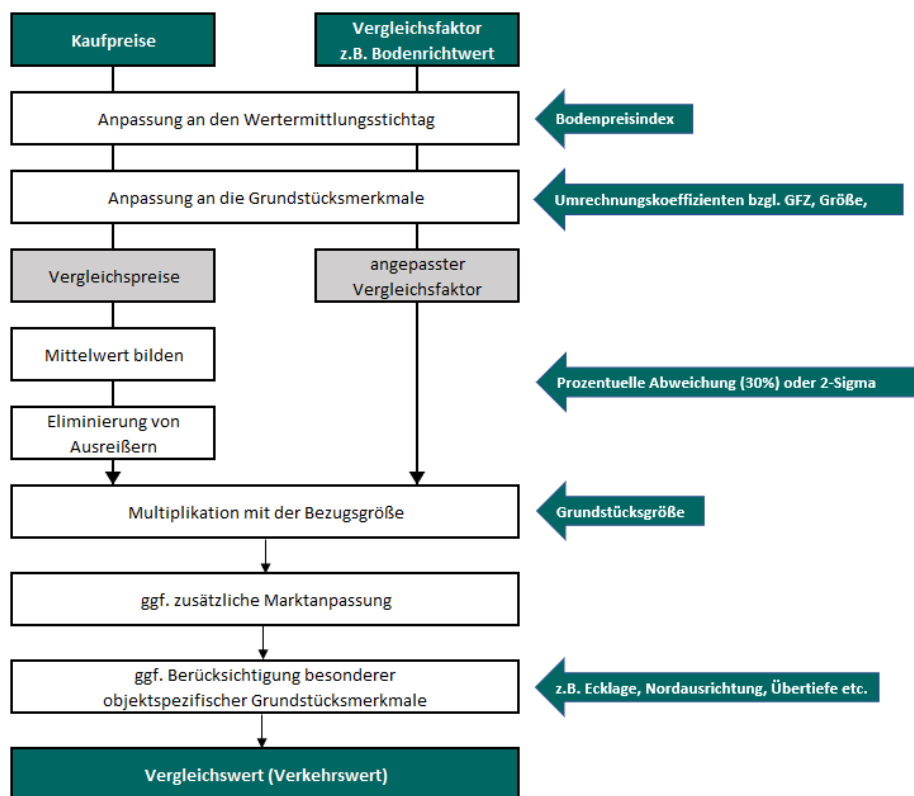 Kaufpreise
Vergleichsfaktor
z.B. Bodenrichtwert
Anpassung an den Wertermittlungsstichtag
Bodenpreisindex
Anpassung an die Grundstücksmerkmale
Umrechnungskoeffizienten bzgl. GFZ, Größe,
Vergleichspreise
angepasster
Vergleichsfaktor
Mittelwert bilden
Prozentuelle Abweichung (30%) oder 2-Sigma
Eliminierung von
Ausreißern
Multiplikation mit der Bezugsgröße
Grundstücksgröße
ggf. zusätzliche Marktanpassung
ggf. Berücksichtigung besonderer
objektspezifischer Grundstücksmerkmale
z.B. Ecklage, Nordausrichtung, Übertiefe etc.
Vergleichswert (Verkehrswert)